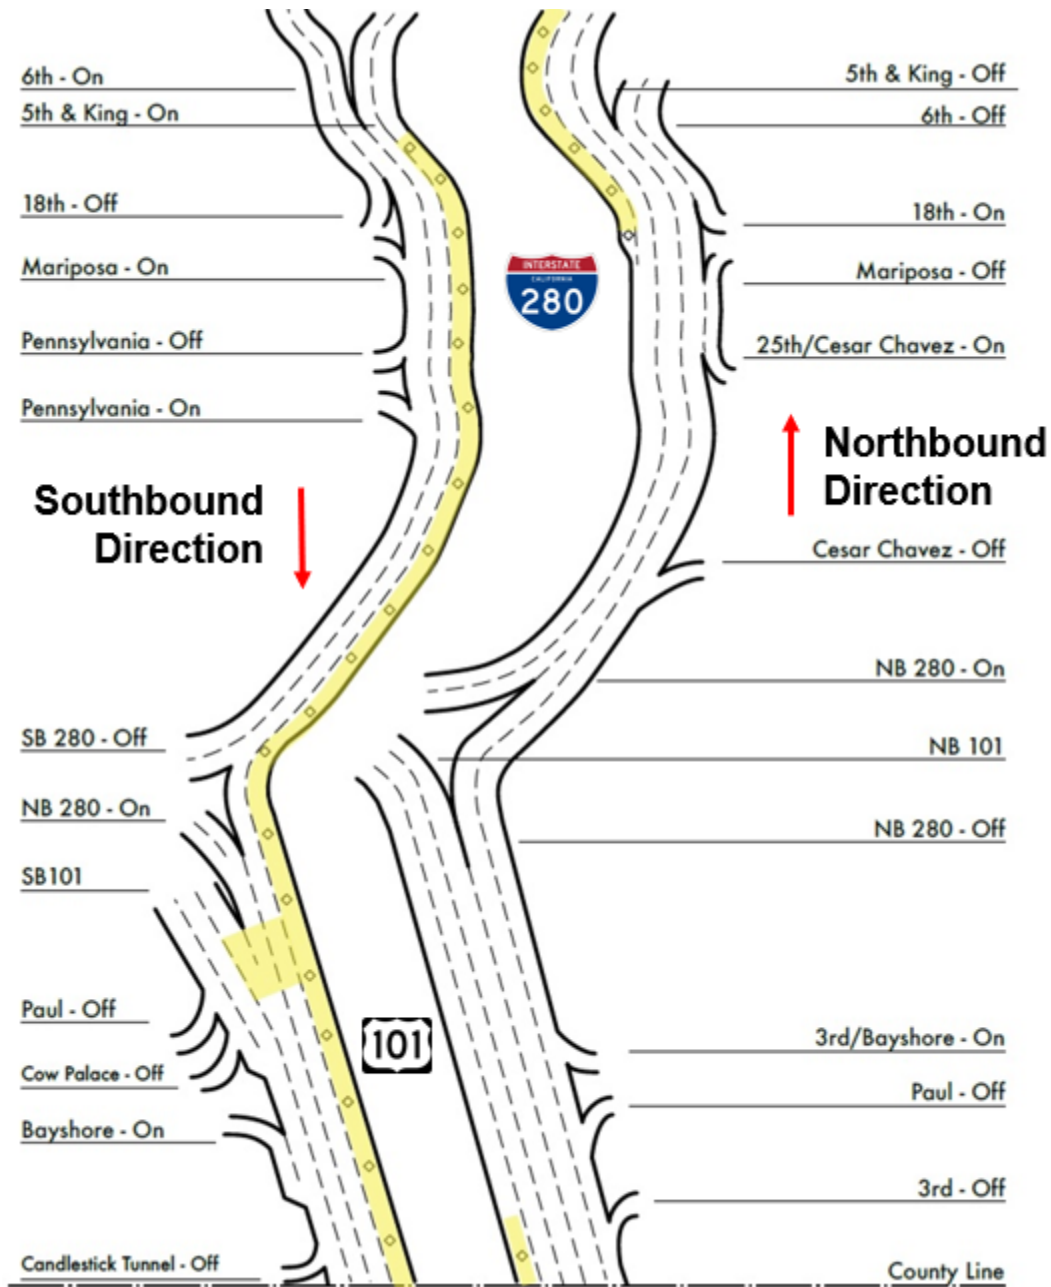 6th - On
5th & King - On
18th - Off
Mariposa - On
Pennsylvania - Off
Pennsylvania - On
Southbound
Direction
SB 280 - Off
NB 280 - On
SB101
Paul - Off
Cow Palace - Off
Bayshore - On
Candlestick Tunnel - Off
INTERSTATE
CALIFORNIA
280
101
5th & King - Off
6th - Off
18th - On
Mariposa - Off
25th/Cesar Chavez - On
Northbound
Direction
Cesar Chavez - Off
NB 280 - On
NB 101
NB 280 - Off
3rd/Bayshore - On
Paul - Off
3rd - Off
County Line